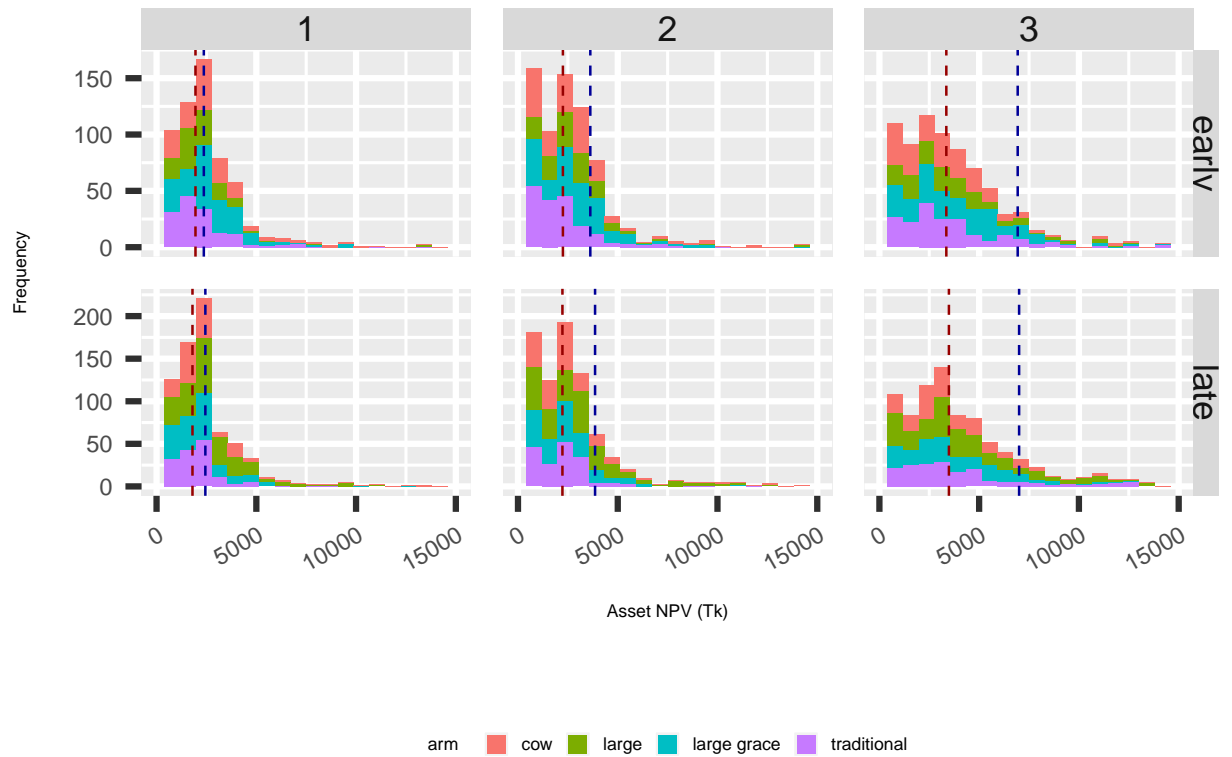 1 2 3
150
100
50
0
early
200
150
100
50
0
late
Frequency
0 5000 10000 15000 0 5000 10000 15000 0 5000 10000 15000
Asset NPV (Tk)
arm cow large large grace traditional